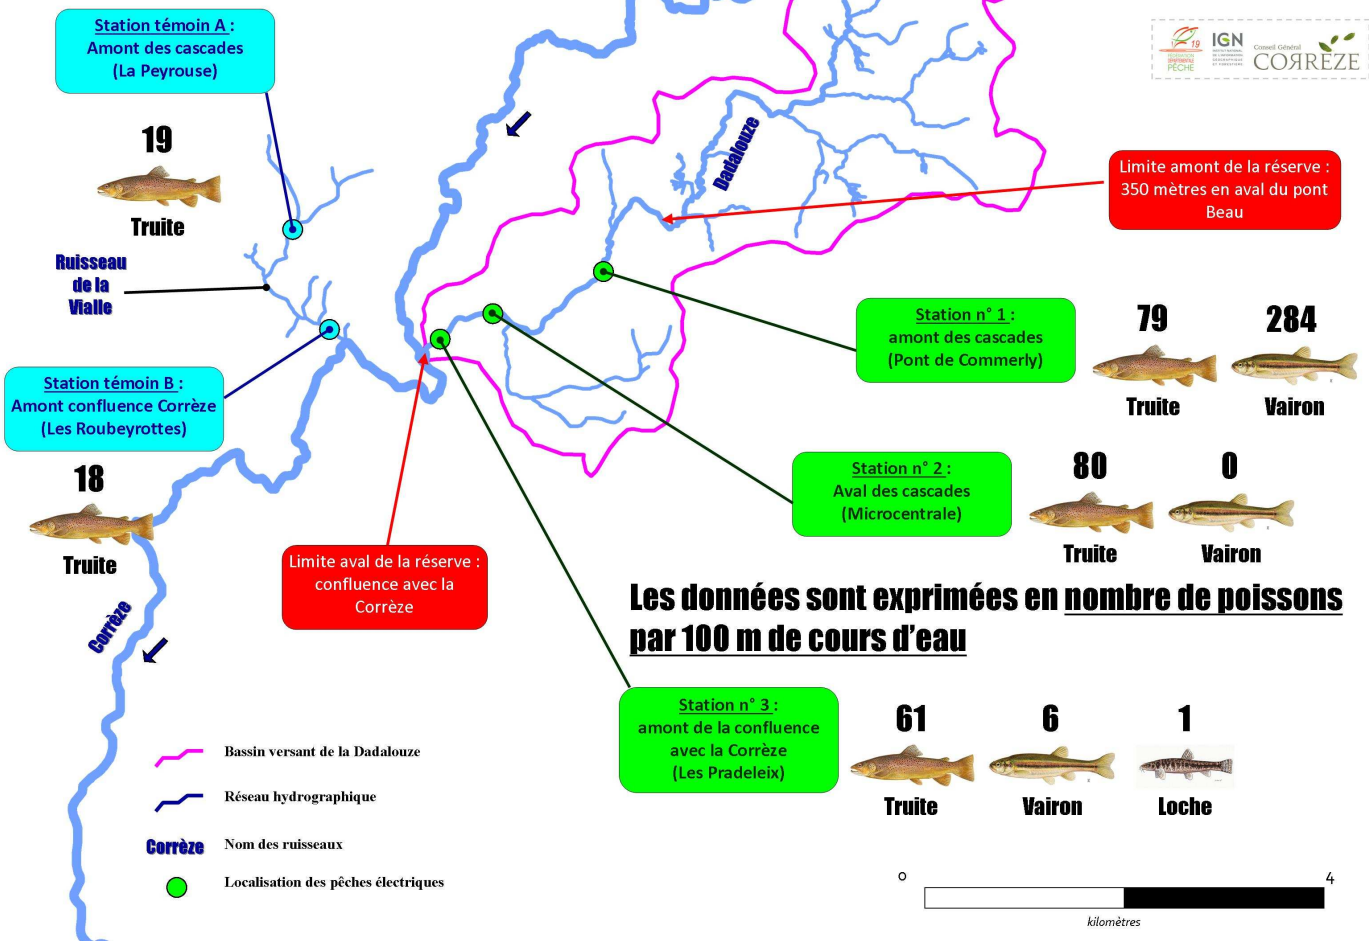 Station témoin A :
Amont des cascades
(La Peyrouse)
19
Truite
Ruisseau
de la
Vialle
Station témoin B :
Amont confluence Corrèze
(Les Roubeyrottes)
18
Truite
Corrèze
Dadalouze
19
PÊCHE
IGN
Conseil Général
CORRÈZE
Limite amont de la réserve :
350 mètres en aval du pont
Beau
Station n° 1 :
amont des cascades
(Pont de Commerly)
79
284
Truite
Vairon
Station n° 2 :
Aval des cascades
(Microcentrale)
80
0
Truite
Vairon
Limite aval de la réserve :
confluence avec la
Corrèze
Les données sont exprimées en nombre de poissons
par 100 m de cours d'eau
Station n° 3 :
amont de la confluence
avec la Corrèze
(Les Pradeleix)
61
6
1
Truite
Vairon
Loche
Bassin versant de la Dadalouze
Réseau hydrographique
Corrèze
Nom des ruisseaux
Localisation des pêches électriques
0
4
kilomètres